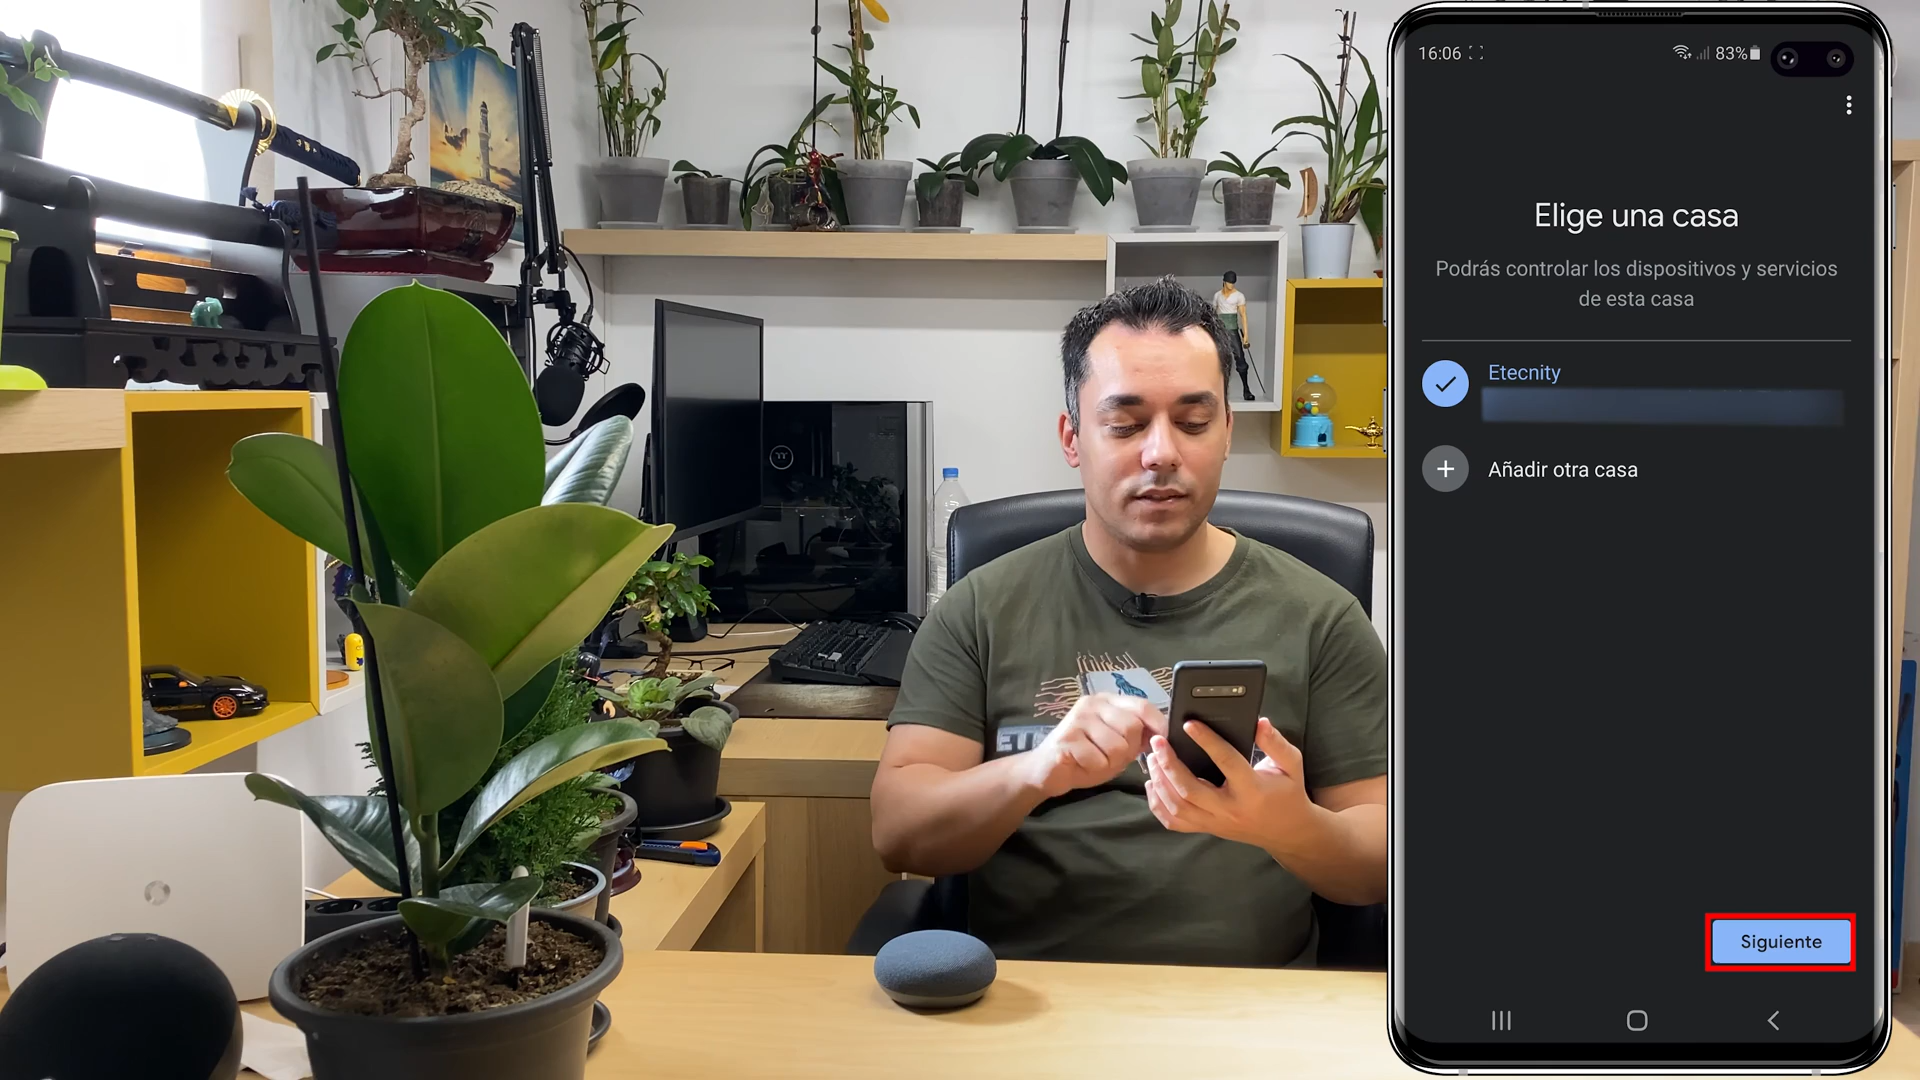 16:06
83%
Elige una casa
Podrás controlar los dispositivos y servicios
de esta casa
Etecnity
Añadir otra casa
Siguiente